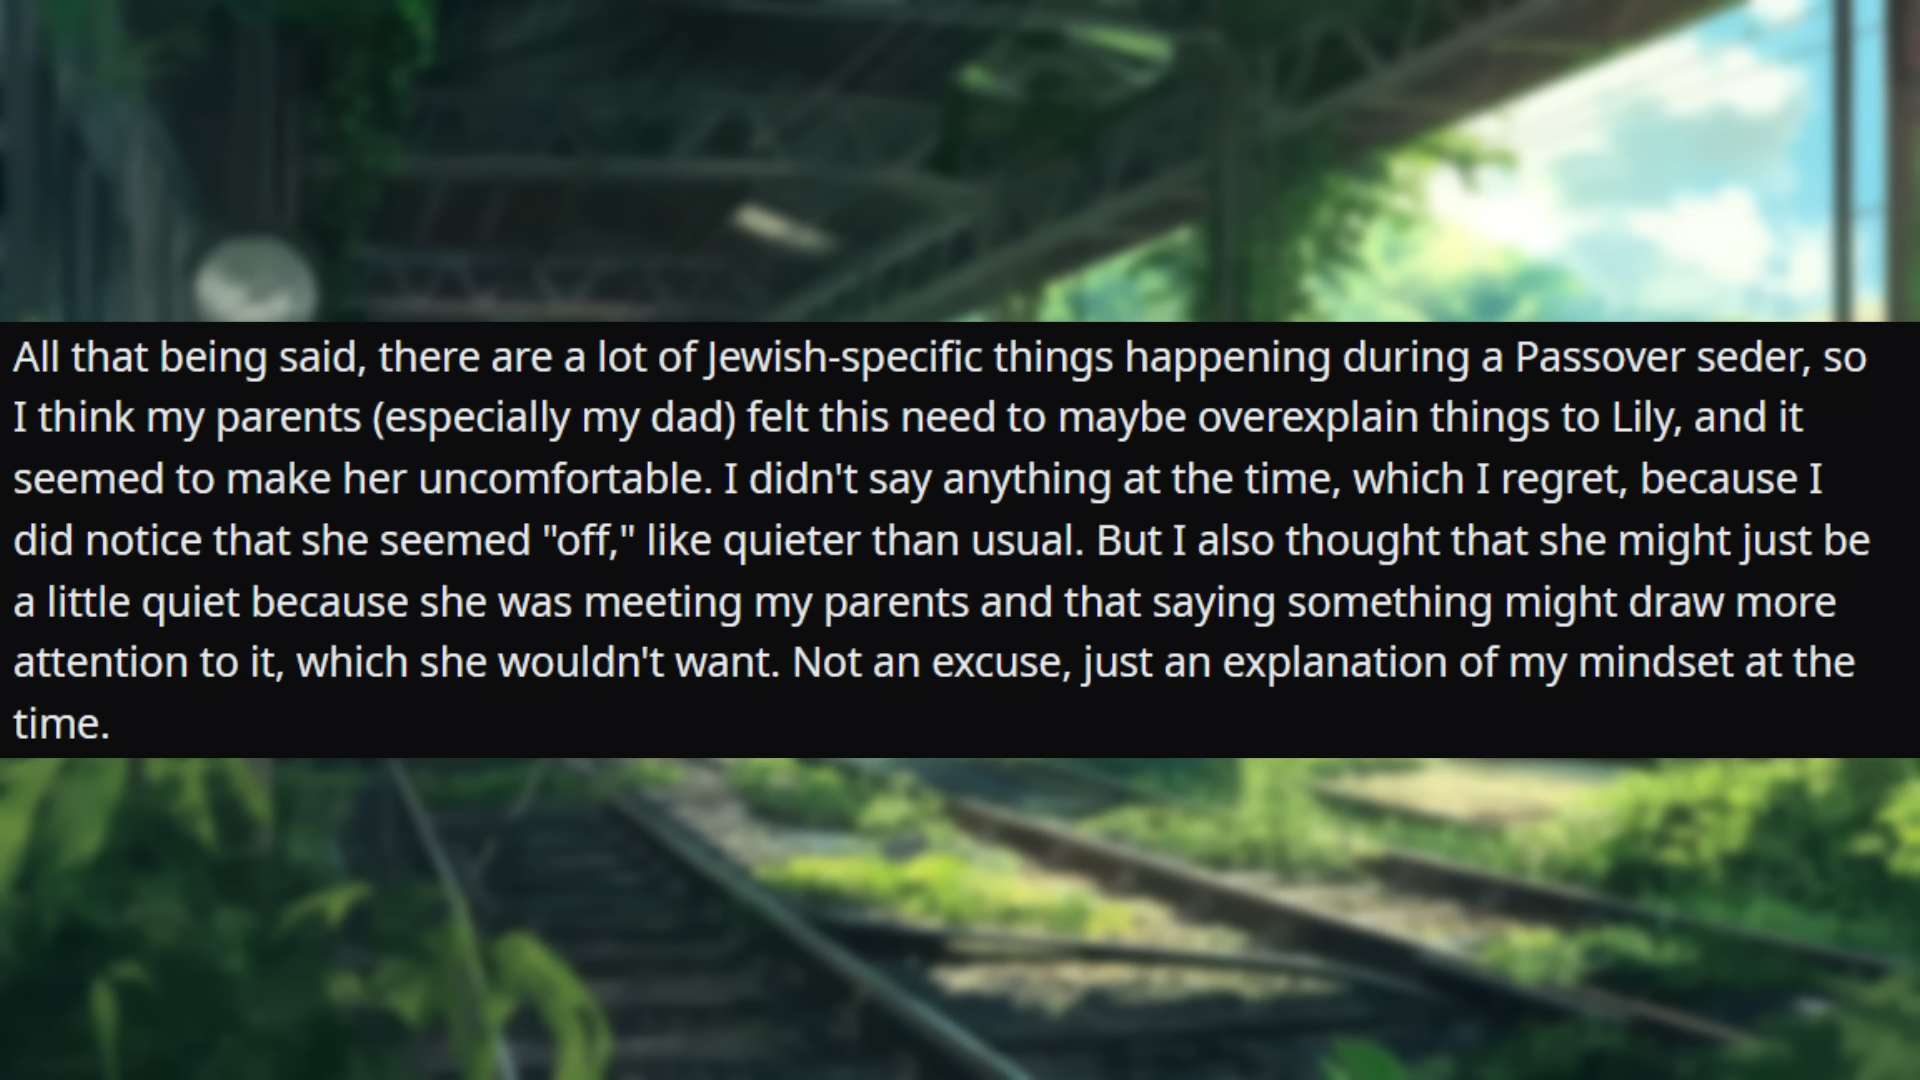 All that being said, there are a lot of Jewish-specific things happening during a Passover seder, so
I think my parents (especially my dad) felt this need to maybe overexplain things to Lily, and it
seemed to make her uncomfortable. I didn't say anything at the time, which I regret, because I
did notice that she seemed "off," like quieter than usual. But I also thought that she might just be
a little quiet because she was meeting my parents and that saying something might draw more
attention to it, which she wouldn't want. Not an excuse, just an explanation of my mindset at the
time.